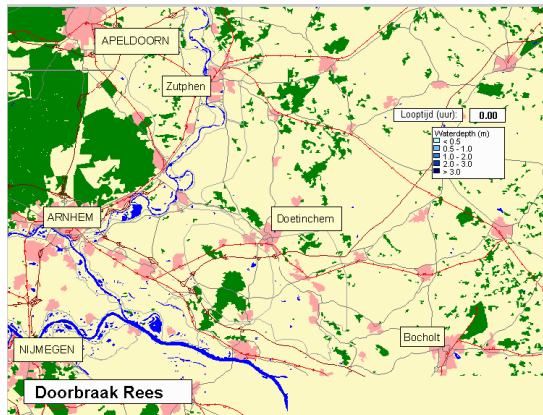 APELDOORN
Zutphen
Looptijd (uur): 0.00
Waterdepth (m)
< 0.5
0.5 - 1.0
1.0 - 2.0
2.0 - 3.0
> 3.0
ARNHEM
Doetinchem
Bocholt
NIJMEGEN
Doorbraak Rees